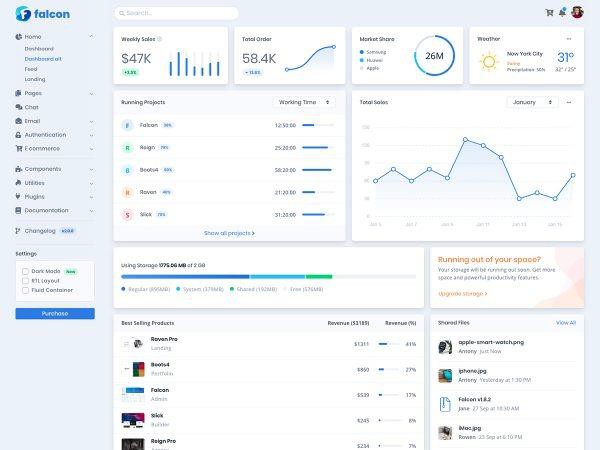 falcon
Search...
Home
Dashboard
Dashboard alt
Feed
Landing
Pages
Chat
Email
Authentication
E commerce
Components
Utilities
Plugins
Documentation
Changelog v2.8.0
Settings
Dark Mode New
RTL Layout
Fluid Container
Purchase
Weekly Sales
$47K
+3.5%
Total Order
58.4K
+ 13.6%
Market Share
Samsung
Huawei
Apple
26M
Weather
New York City
Sunny
Precipitation: 50%
31°
32° / 25°
Running Projects
Working Time
F Falcon 38% 12:50:00
R Reign 79% 25:20:00
B Boots4 90% 58:20:00
R Raven 40% 21:20:00
S Slick 70% 31:20:00
Show all projects >
Total Sales
January
Jan 5 Jan 7 Jan 9 Jan 11 Jan 13 Jan 15
Using Storage 1775.06 MB of 2 GB
Regular (895MB) System (379MB) Shared (192MB) Free (576MB)
Running out of your space?
Your storage will be running out soon. Get more
space and powerful productivity features.
Upgrade storage >
Best Selling Products Revenue ($3189) Revenue (%)
Raven Pro
Landing
$1311 41%
Boots4
Portfolio
$860 27%
Falcon
Admin
$539 17%
Slick
Builder
$245 8%
Reign Pro
$234 7%
Shared Files View All
apple-smart-watch.png
Antony Just Now
iphone.jpg
Antony Yesterday at 1:30 PM
Falcon v1.8.2
Jane 27 Sep at 10:30 AM
iMac.jpg
Rowen 23 Sep at 6:10 PM